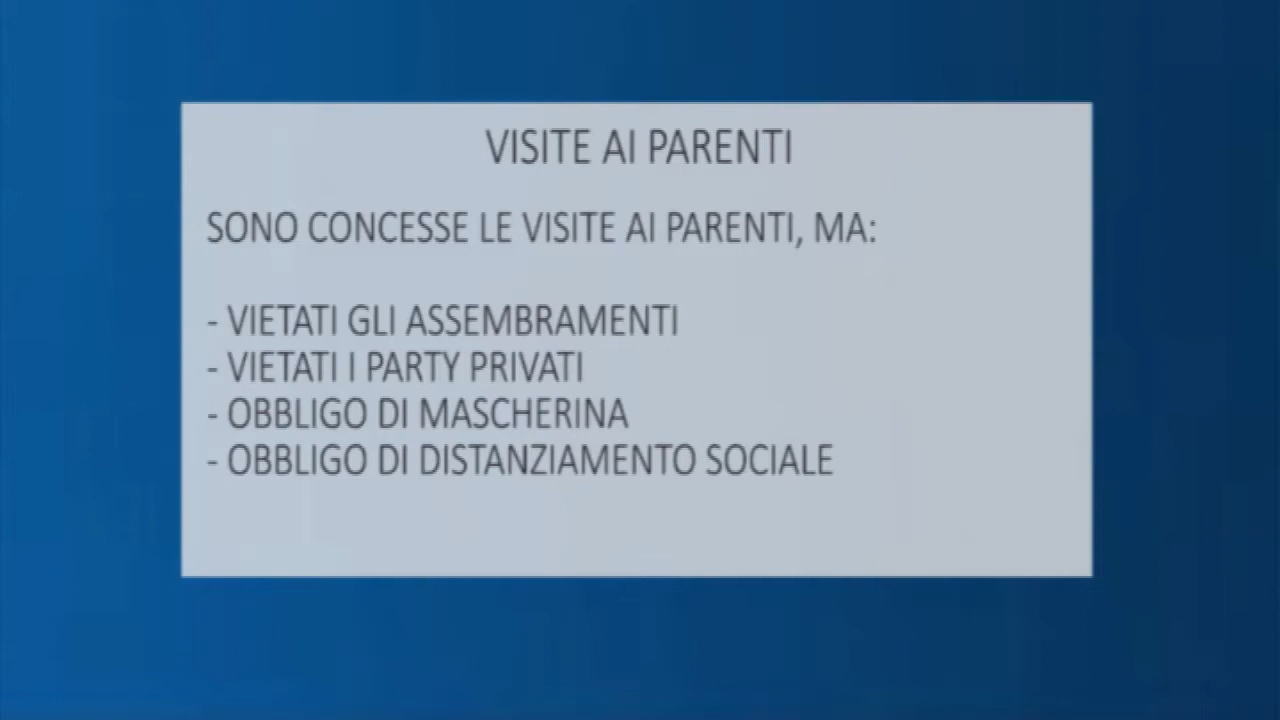 VISITE AI PARENTI
SONO CONCESSE LE VISITE AI PARENTI, MA:
- VIETATI GLI ASSEMBRAMENTI
- VIETATI I PARTY PRIVATI
- OBBLIGO DI MASCHERINA
- OBBLIGO DI DISTANZIAMENTO SOCIALE